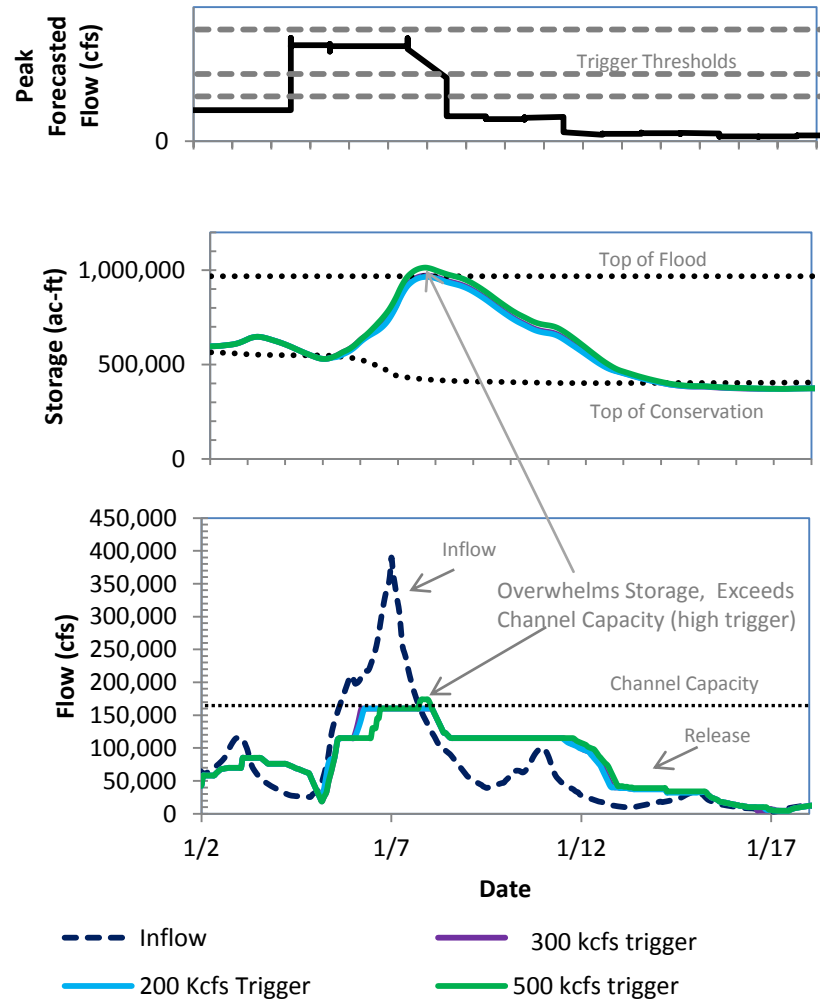 Peak
Forecasted
Flow (cfs)
Trigger Thresholds
0
Storage (ac-ft)
1,000,000
500,000
0
Top of Flood
Top of Conservation
Flow (cfs)
450,000
400,000
350,000
300,000
250,000
200,000
150,000
100,000
50,000
0
Inflow
Overwhelms Storage, Exceeds
Channel Capacity (high trigger)
Channel Capacity
Release
1/2
1/7
1/12
1/17
Date
Inflow
300 kcfs trigger
200 Kcfs Trigger
500 kcfs trigger